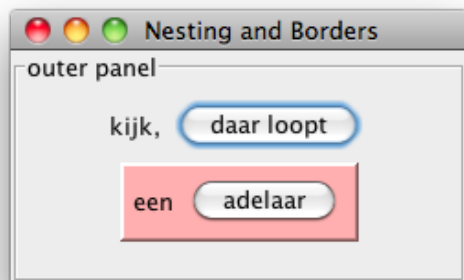 Nesting and Borders
outer panel
kijk, daar loopt
een adelaar